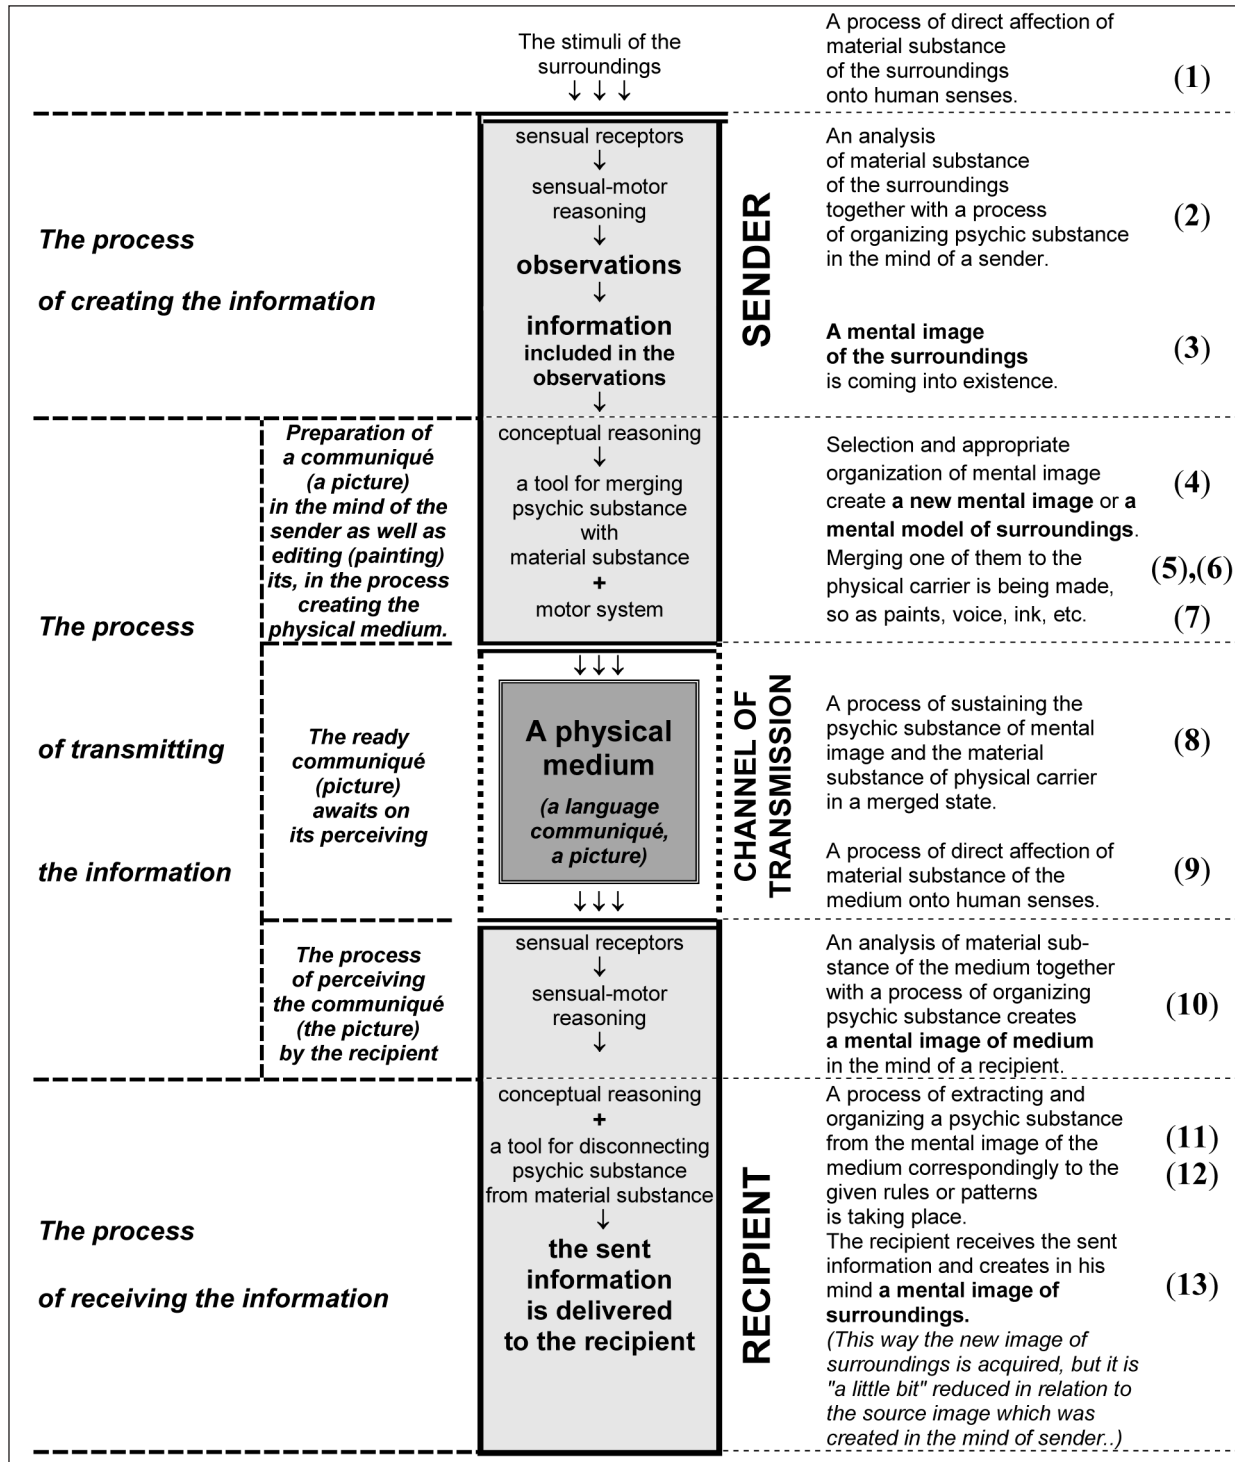 The stimuli of the
surroundings
↓ ↓ ↓
A process of direct affection of
material substance
of the surroundings
onto human senses.
(1)
The process
of creating the information
sensual receptors
↓
sensual-motor
reasoning
↓
observations
↓
information
included in the
observations
↓
SENDER
An analysis
of material substance
of the surroundings
together with a process
of organizing psychic substance
in the mind of a sender.
(2)
A mental image
of the surroundings
is coming into existence.
(3)
The process
of transmitting
the information
Preparation of
a communiqué
(a picture)
in the mind of the
sender as well as
editing (painting)
its, in the process
creating the
physical medium.
conceptual reasoning
↓
a tool for merging
psychic substance
with
material substance
+
motor system
Selection and appropriate
organization of mental image
create a new mental image or a
mental model of surroundings.
(4)
Merging one of them to the
physical carrier is being made,
so as paints, voice, ink, etc.
(5),(6)
(7)
The ready
communiqué
(picture)
awaits on
its perceiving
↓↓↓
A physical
medium
(a language
communiqué,
a picture)
↓↓↓
CHANNEL OF
TRANSMISSION
A process of sustaining the
psychic substance of mental
image and the material
substance of physical carrier
in a merged state.
(8)
A process of direct affection of
material substance of the
medium onto human senses.
(9)
The process
of perceiving
the communiqué
(the picture)
by the recipient
sensual receptors
↓
sensual-motor
reasoning
↓
An analysis of material sub-
stance of the medium together
with a process of organizing
psychic substance creates
a mental image of medium
in the mind of a recipient.
(10)
The process
of receiving the information
conceptual reasoning
+
a tool for disconnecting
psychic substance
from material substance
↓
the sent
information
is delivered
to the recipient
RECIPIENT
A process of extracting and
organizing a psychic substance
from the mental image of the
medium correspondingly to the
given rules or patterns
is taking place.
(11)
(12)
The recipient receives the sent
information and creates in his
mind a mental image of
surroundings.
(13)
(This way the new image of
surroundings is acquired, but it is
"a little bit" reduced in relation to
the source image which was
created in the mind of sender..)